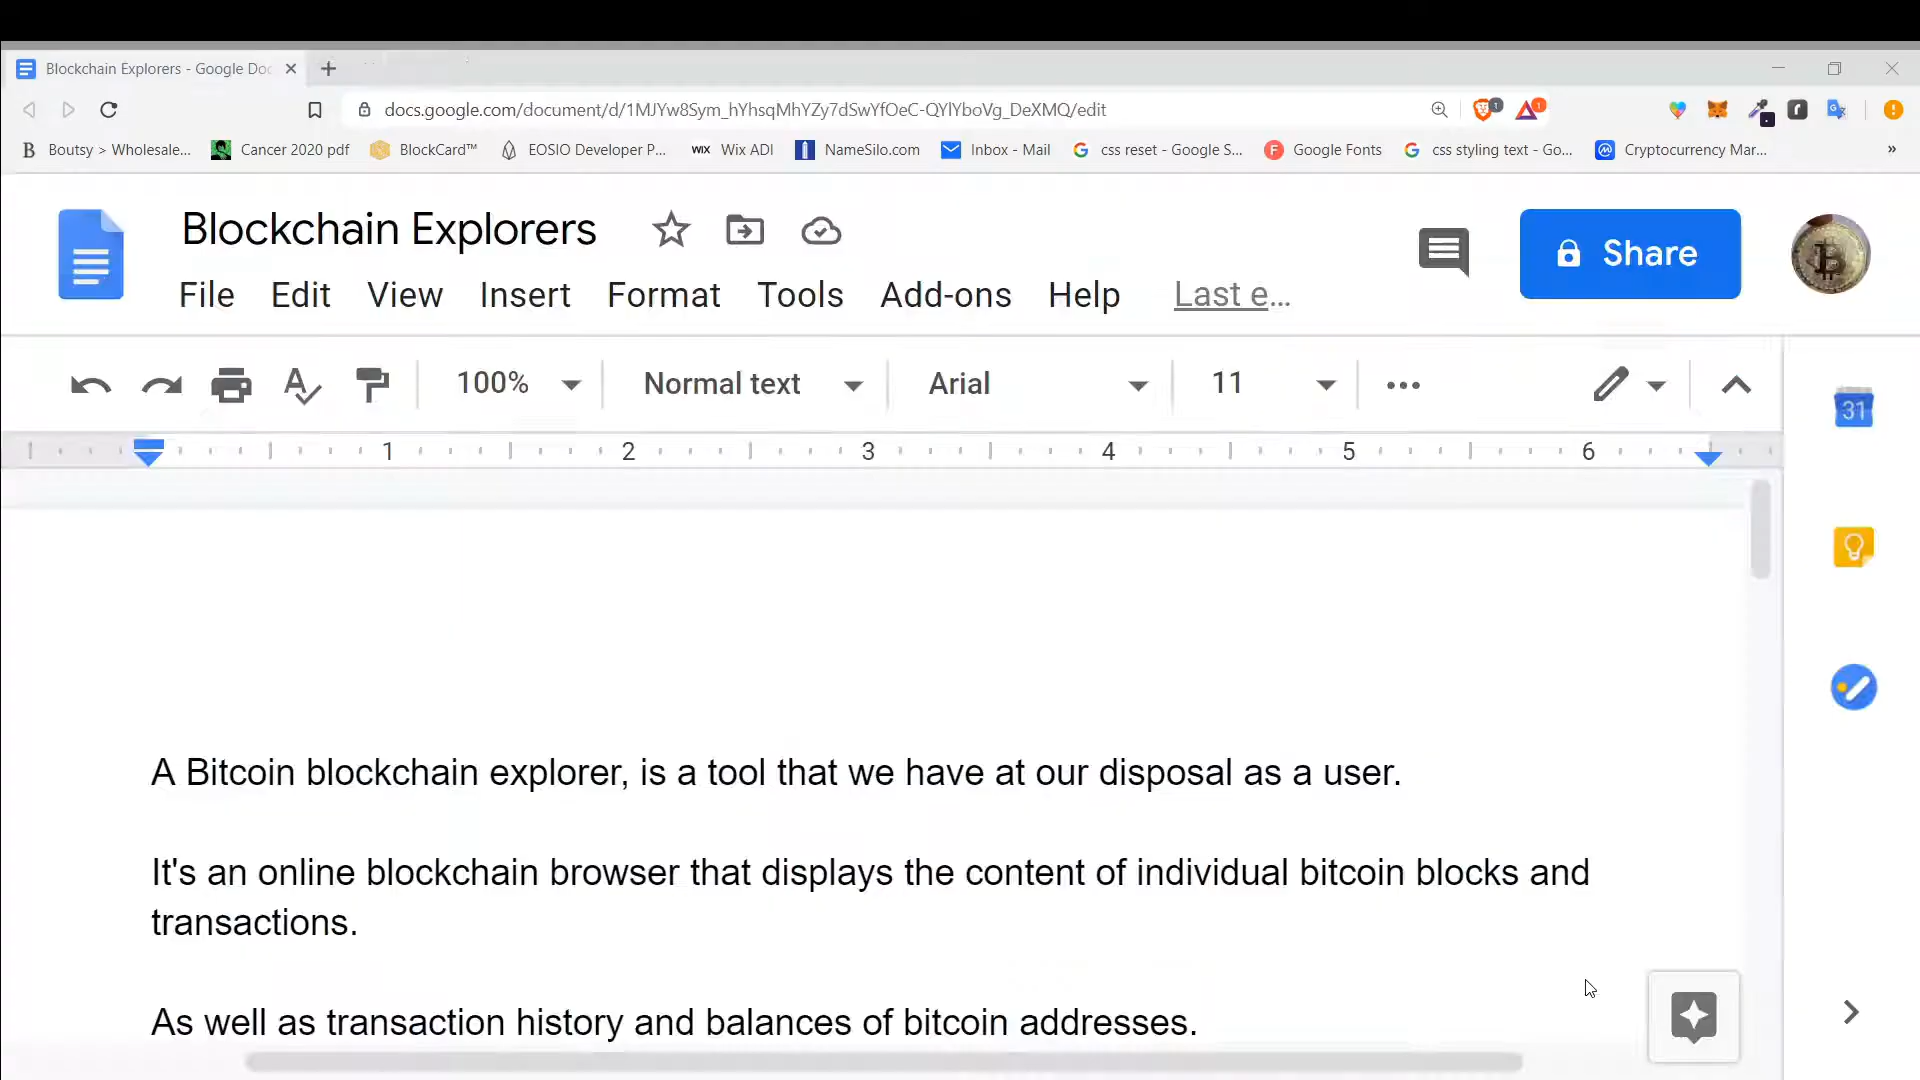 Blockchain Explorers - Google Doc
docs.google.com/document/d/1MJYw8Sym_hYhsqMhYZy7dSwYfOeC-QYlYboVg_DeXMQ/edit
1
1
B Boutsy > Wholesale... Cancer 2020 pdf BlockCard™ EOSIO Developer P... WIX Wix ADI NameSilo.com Inbox - Mail css reset - Google S... Google Fonts css styling text - Go... Cryptocurrency Mar... »
Blockchain Explorers
Share
File Edit View Insert Format Tools Add-ons Help Last e...
100% Normal text Arial 11
31
1 2 3 4 5 6
A Bitcoin blockchain explorer, is a tool that we have at our disposal as a user.
It's an online blockchain browser that displays the content of individual bitcoin blocks and
transactions.
As well as transaction history and balances of bitcoin addresses.